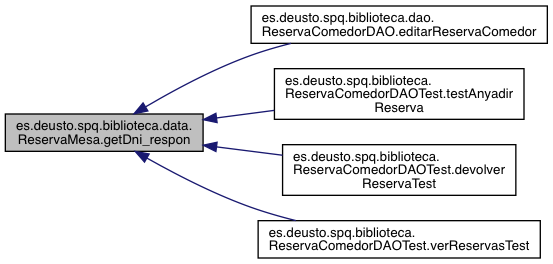 es.deusto.spq.biblioteca.dao.
ReservaComedorDAO.editarReservaComedor
es.deusto.spq.biblioteca.
ReservaComedorDAOTest.testAnyadir
Reserva
es.deusto.spq.biblioteca.data.
ReservaMesa.getDni_respon
es.deusto.spq.biblioteca.
ReservaComedorDAOTest.devolver
ReservaTest
es.deusto.spq.biblioteca.
ReservaComedorDAOTest.verReservasTest